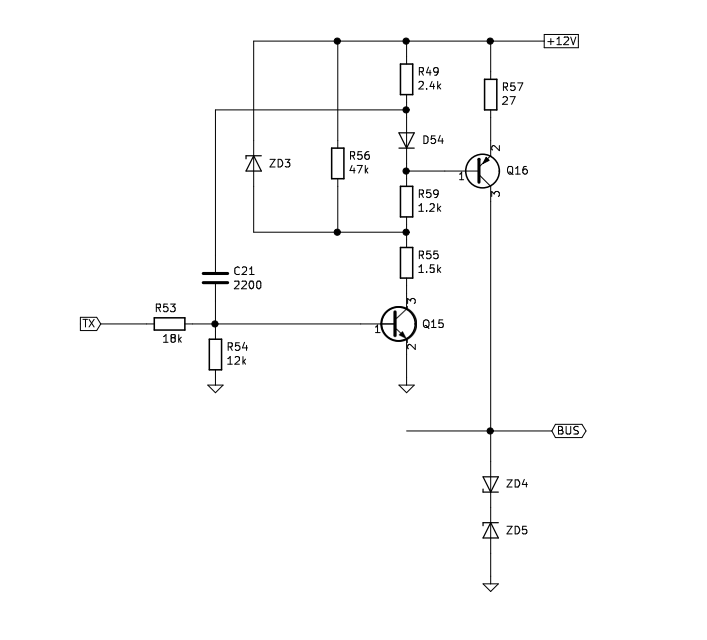 +12V
R49
2.4k
R57
27
D54
ZD3
R56
47k
2
1
Q16
3
R59
1.2k
R55
1.5k
C21
2200
3
R53
TX
18k
1
Q15
2
R54
12k
BUS
ZD4
ZD5